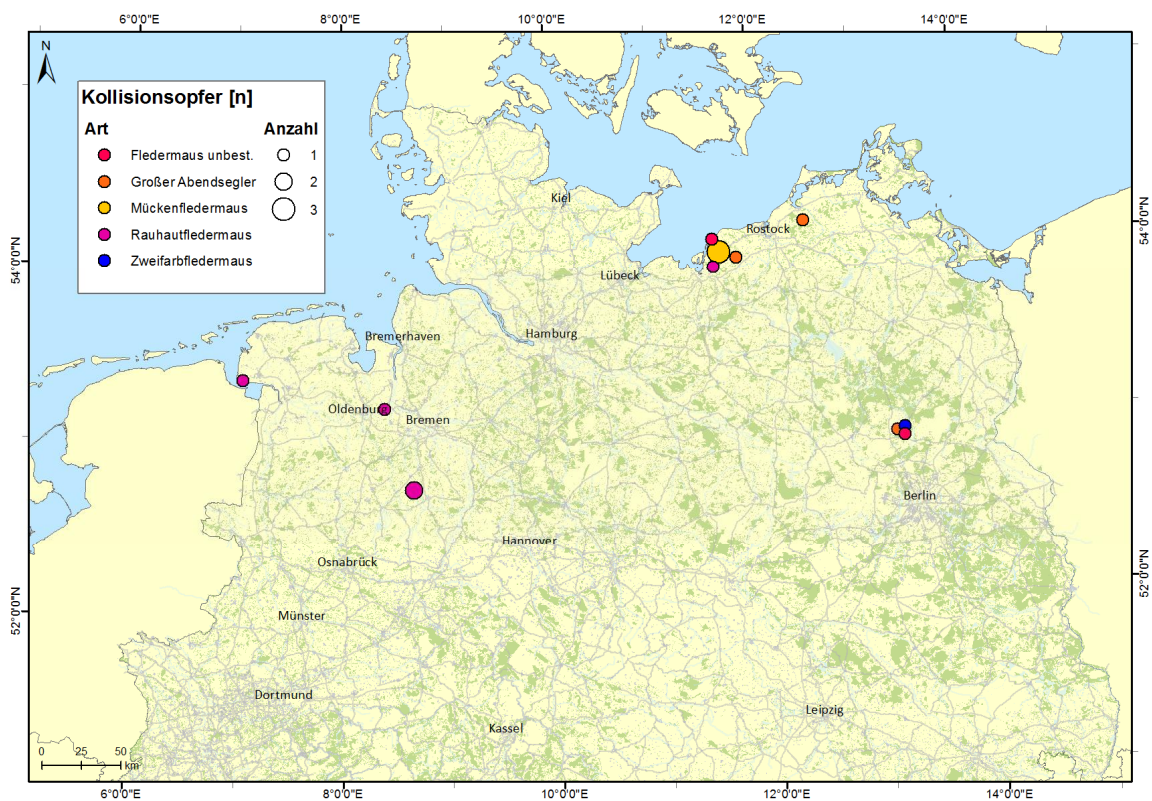 6°0'0"E 8°0'0"E 10°0'0"E 12°0'0"E 14°0'0"E
N
Kollisionsopfer [n]
Art Anzahl
Fledermaus unbest. 1
Großer Abendsegler 2
Mückenfledermaus 3
Rauhautfledermaus
Zweifarbfledermaus
Kiel
Rostock
54°0'0"N
54°0'0"N
Lübeck
Bremerhaven
Hamburg
Oldenburg
Bremen
Berlin
Hannover
Osnabrück
52°0'0"N
52°0'0"N
Münster
Dortmund
Leipzig
Kassel
0 25 50
km
6°0'0"E 8°0'0"E 10°0'0"E 12°0'0"E 14°0'0"E